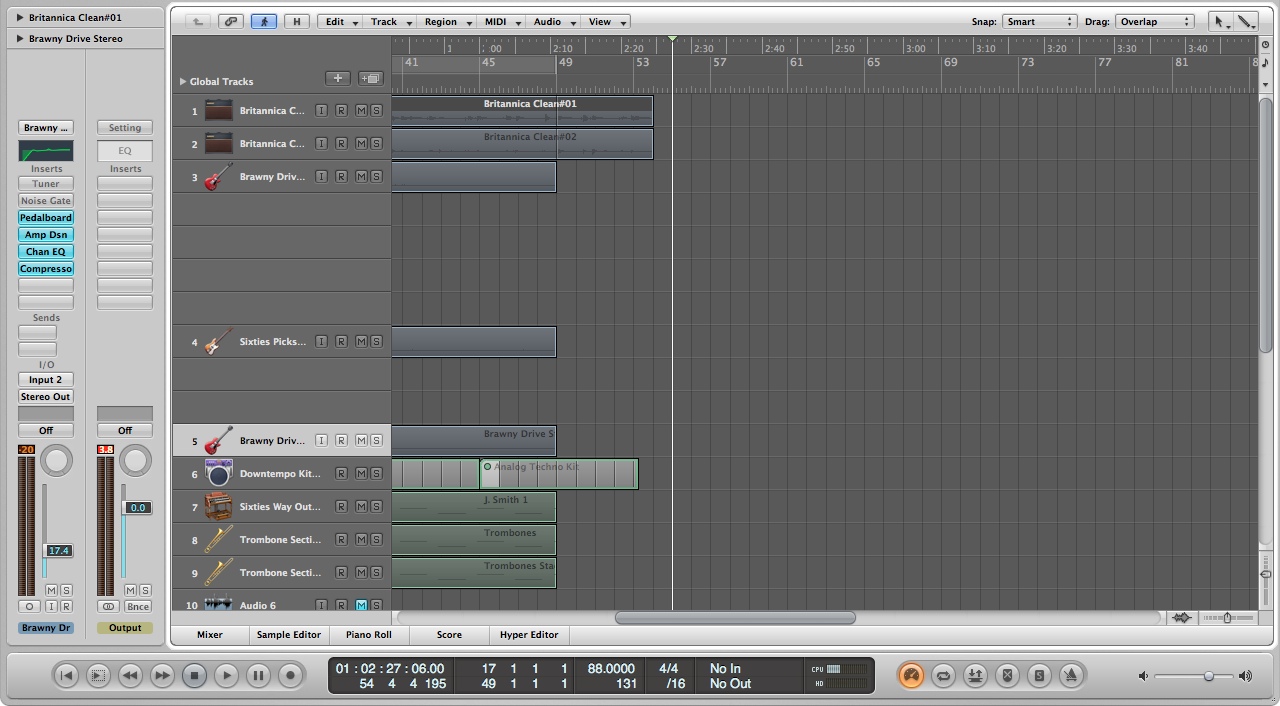 Britannica Clean#01
Brawny Drive Stereo
H Edit Track Region MIDI Audio View Snap: Smart Drag: Overlap
1 :00 2:10 2:20 2:30 2:40 2:50 3:00 3:10 3:20 3:30 3:40
41 45 49 53 57 61 65 69 73 77 81 8
Global Tracks
1 Britannica C... I R M S Britannica Clean#01
2 Britannica C... I R M S Britannica Clean#02
3 Brawny Driv... I R M S
4 Sixties Picks... I R M S
5 Brawny Driv... I R M S Brawny Drive S
6 Downtempo Kit... R M S Analog Techno Kit
7 Sixties Way Out... R M S J. Smith 1
8 Trombone Secti... R M S Trombones
9 Trombone Secti... R M S Trombones Sta
10 Audio 6 I R M S
Brawny ... Setting
EQ
Inserts Inserts
Tuner
Noise Gate
Pedalboard
Amp Dsn
Chan EQ
Compresso
Sends
I/O
Input 2
Stereo Out
Off Off
-20 3.8
0.0
17.4
M S M S
I R Bnce
Brawny Dr Output
Mixer Sample Editor Piano Roll Score Hyper Editor
01 : 02 : 27 : 06.00 17 1 1 1 88.0000 4/4 No In CPU
54 4 4 195 49 1 1 1 131 /16 No Out HD
S